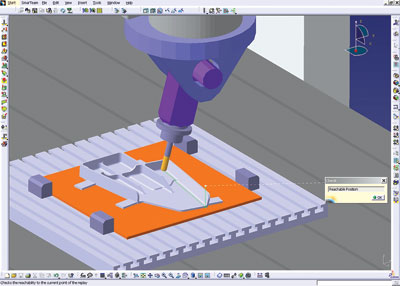 Start SmarTeam File Edit View Insert Tools Window Help
Reachable Position
OK
Checks the reachability to the current point of the replay